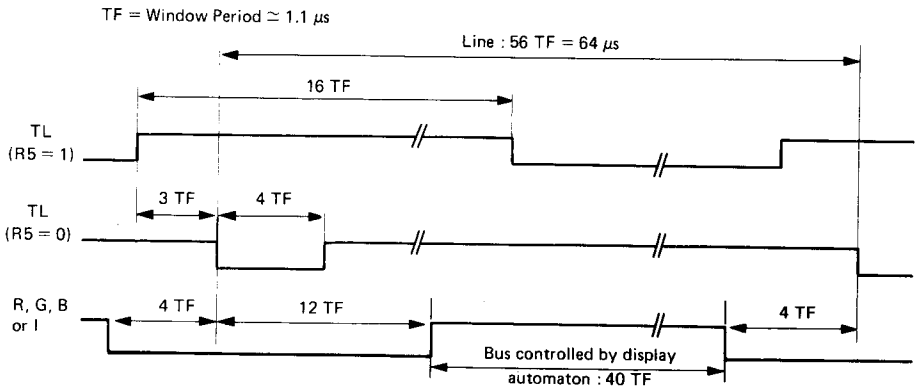 TF = Window Period ≃ 1.1 μs
Line : 56 TF = 64 μs
16 TF
TL
(R5 = 1)
3 TF
4 TF
TL
(R5 = 0)
R, G, B
or I
4 TF
12 TF
4 TF
Bus controlled by display
automaton : 40 TF